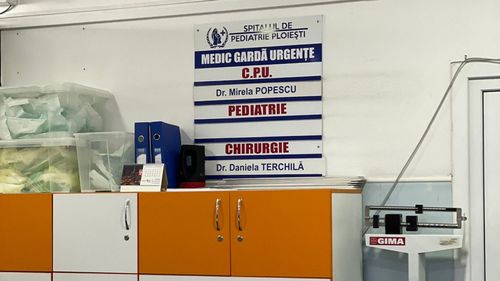 SPITALUL DE
PEDIATRIE PLOIEȘTI
MEDIC GARDĂ URGENȚE
C.P.U.
Dr. Mirela POPESCU
PEDIATRIE
CHIRURGIE
Dr. Daniela TERCHILĂ
GIMA